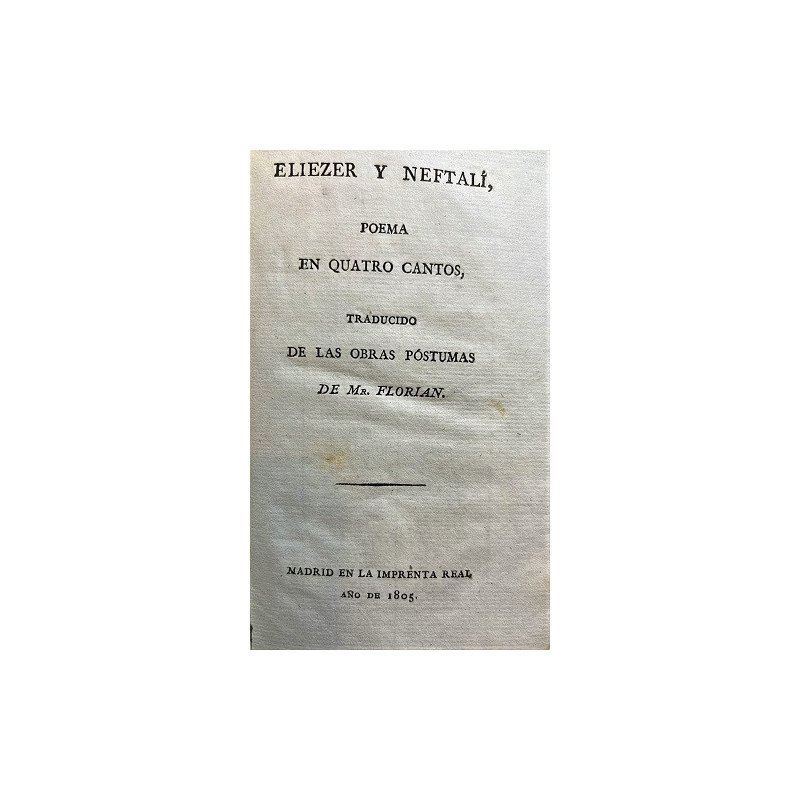 ELIEZER Y NEFTALÍ,
POEMA
EN QUATRO CANTOS,
TRADUCIDO
DE LAS OBRAS PÓSTUMAS
DE MR. FLORIAN.
MADRID EN LA IMPRENTA REAL
AÑO DE 1805.